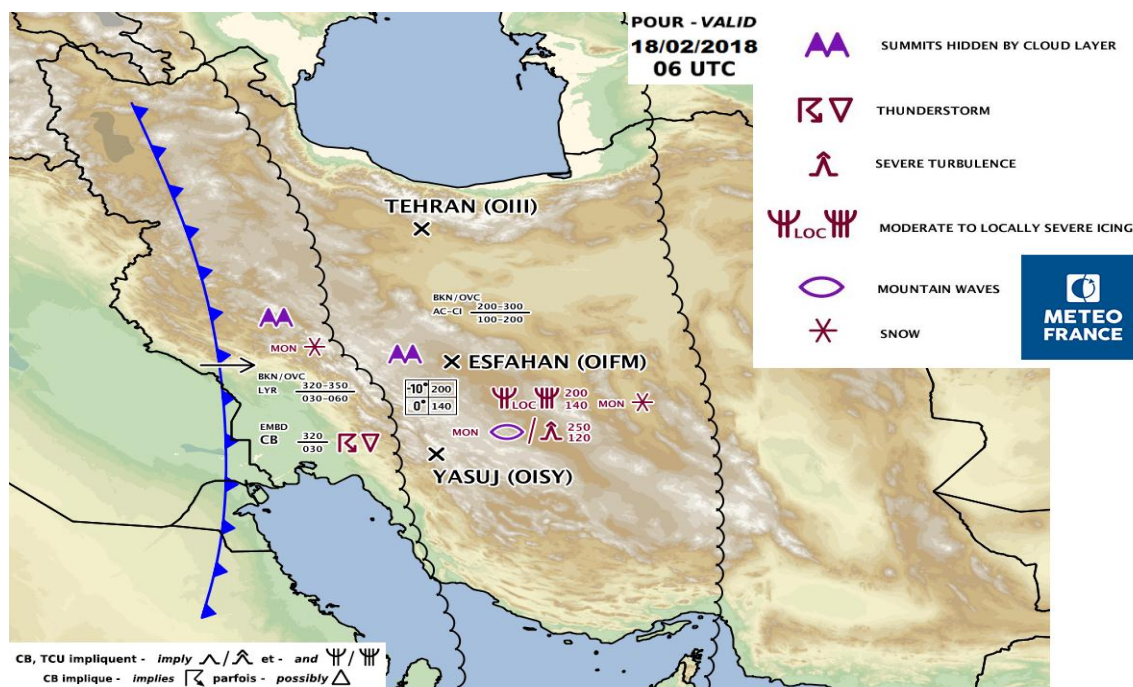 POUR - VALID
18/02/2018
06 UTC
SUMMITS HIDDEN BY CLOUD LAYER
THUNDERSTORM
SEVERE TURBULENCE
LOC
MODERATE TO LOCALLY SEVERE ICING
MOUNTAIN WAVES
SNOW
METEO
FRANCE
TEHRAN (OIII)
BKN/OVC
AC-CI
200-300
100-200
MON
ESFAHAN (OIFM)
BKN/OVC
LYR
320-350
030-060
-10° 200
0° 140
LOC
200
140
MON
MON
/
250
120
EMBD
CB
320
030
YASUJ (OISY)
CB, TCU impliquent - imply / et - and /
CB implique - implies parfois - possibly